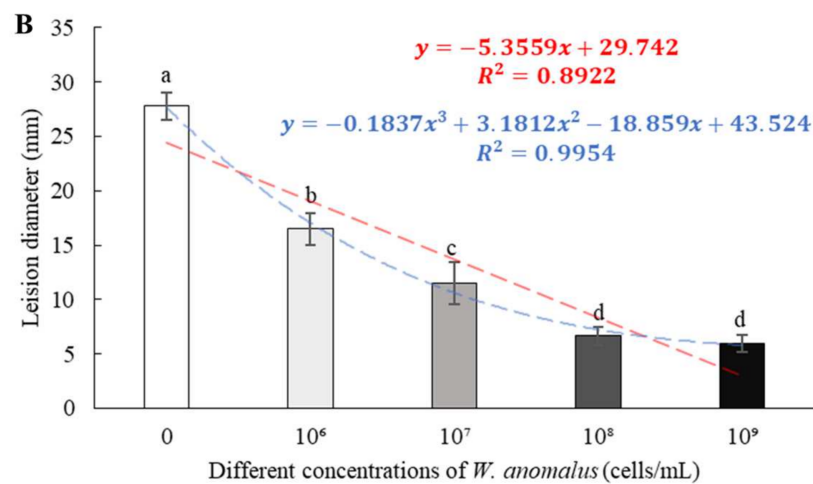 B
35
30
25
20
15
10
5
0
Leision diameter (mm)
y = −5.3559x + 29.742
R² = 0.8922
y = −0.1837x³ + 3.1812x² − 18.859x + 43.524
R² = 0.9954
a
b
c
d
d
0 10⁶ 10⁷ 10⁸ 10⁹
Different concentrations of W. anomalus (cells/mL)